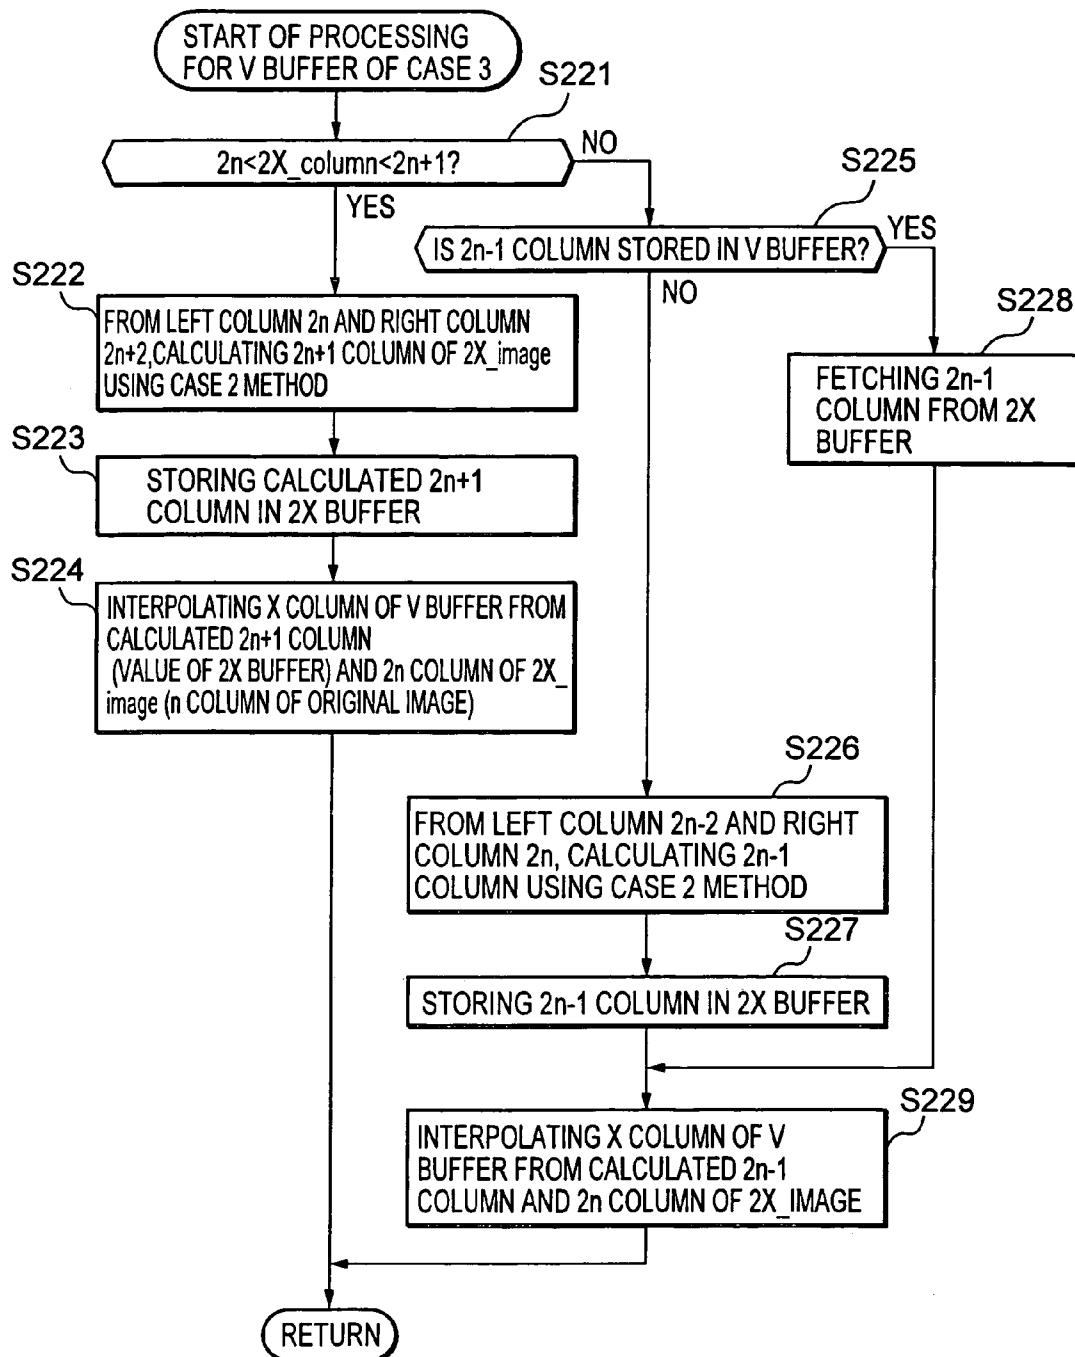 START OF PROCESSING
FOR V BUFFER OF CASE 3
S221
2n<2X_column<2n+1?
NO
YES
S225
IS 2n-1 COLUMN STORED IN V BUFFER?
YES
NO
S222
FROM LEFT COLUMN 2n AND RIGHT COLUMN
2n+2,CALCULATING 2n+1 COLUMN OF 2X_image
USING CASE 2 METHOD
S228
FETCHING 2n-1
COLUMN FROM 2X
BUFFER
S223
STORING CALCULATED 2n+1
COLUMN IN 2X BUFFER
S224
INTERPOLATING X COLUMN OF V BUFFER FROM
CALCULATED 2n+1 COLUMN
(VALUE OF 2X BUFFER) AND 2n COLUMN OF 2X_
image (n COLUMN OF ORIGINAL IMAGE)
S226
FROM LEFT COLUMN 2n-2 AND RIGHT
COLUMN 2n, CALCULATING 2n-1
COLUMN USING CASE 2 METHOD
S227
STORING 2n-1 COLUMN IN 2X BUFFER
S229
INTERPOLATING X COLUMN OF V
BUFFER FROM CALCULATED 2n-1
COLUMN AND 2n COLUMN OF 2X_IMAGE
RETURN